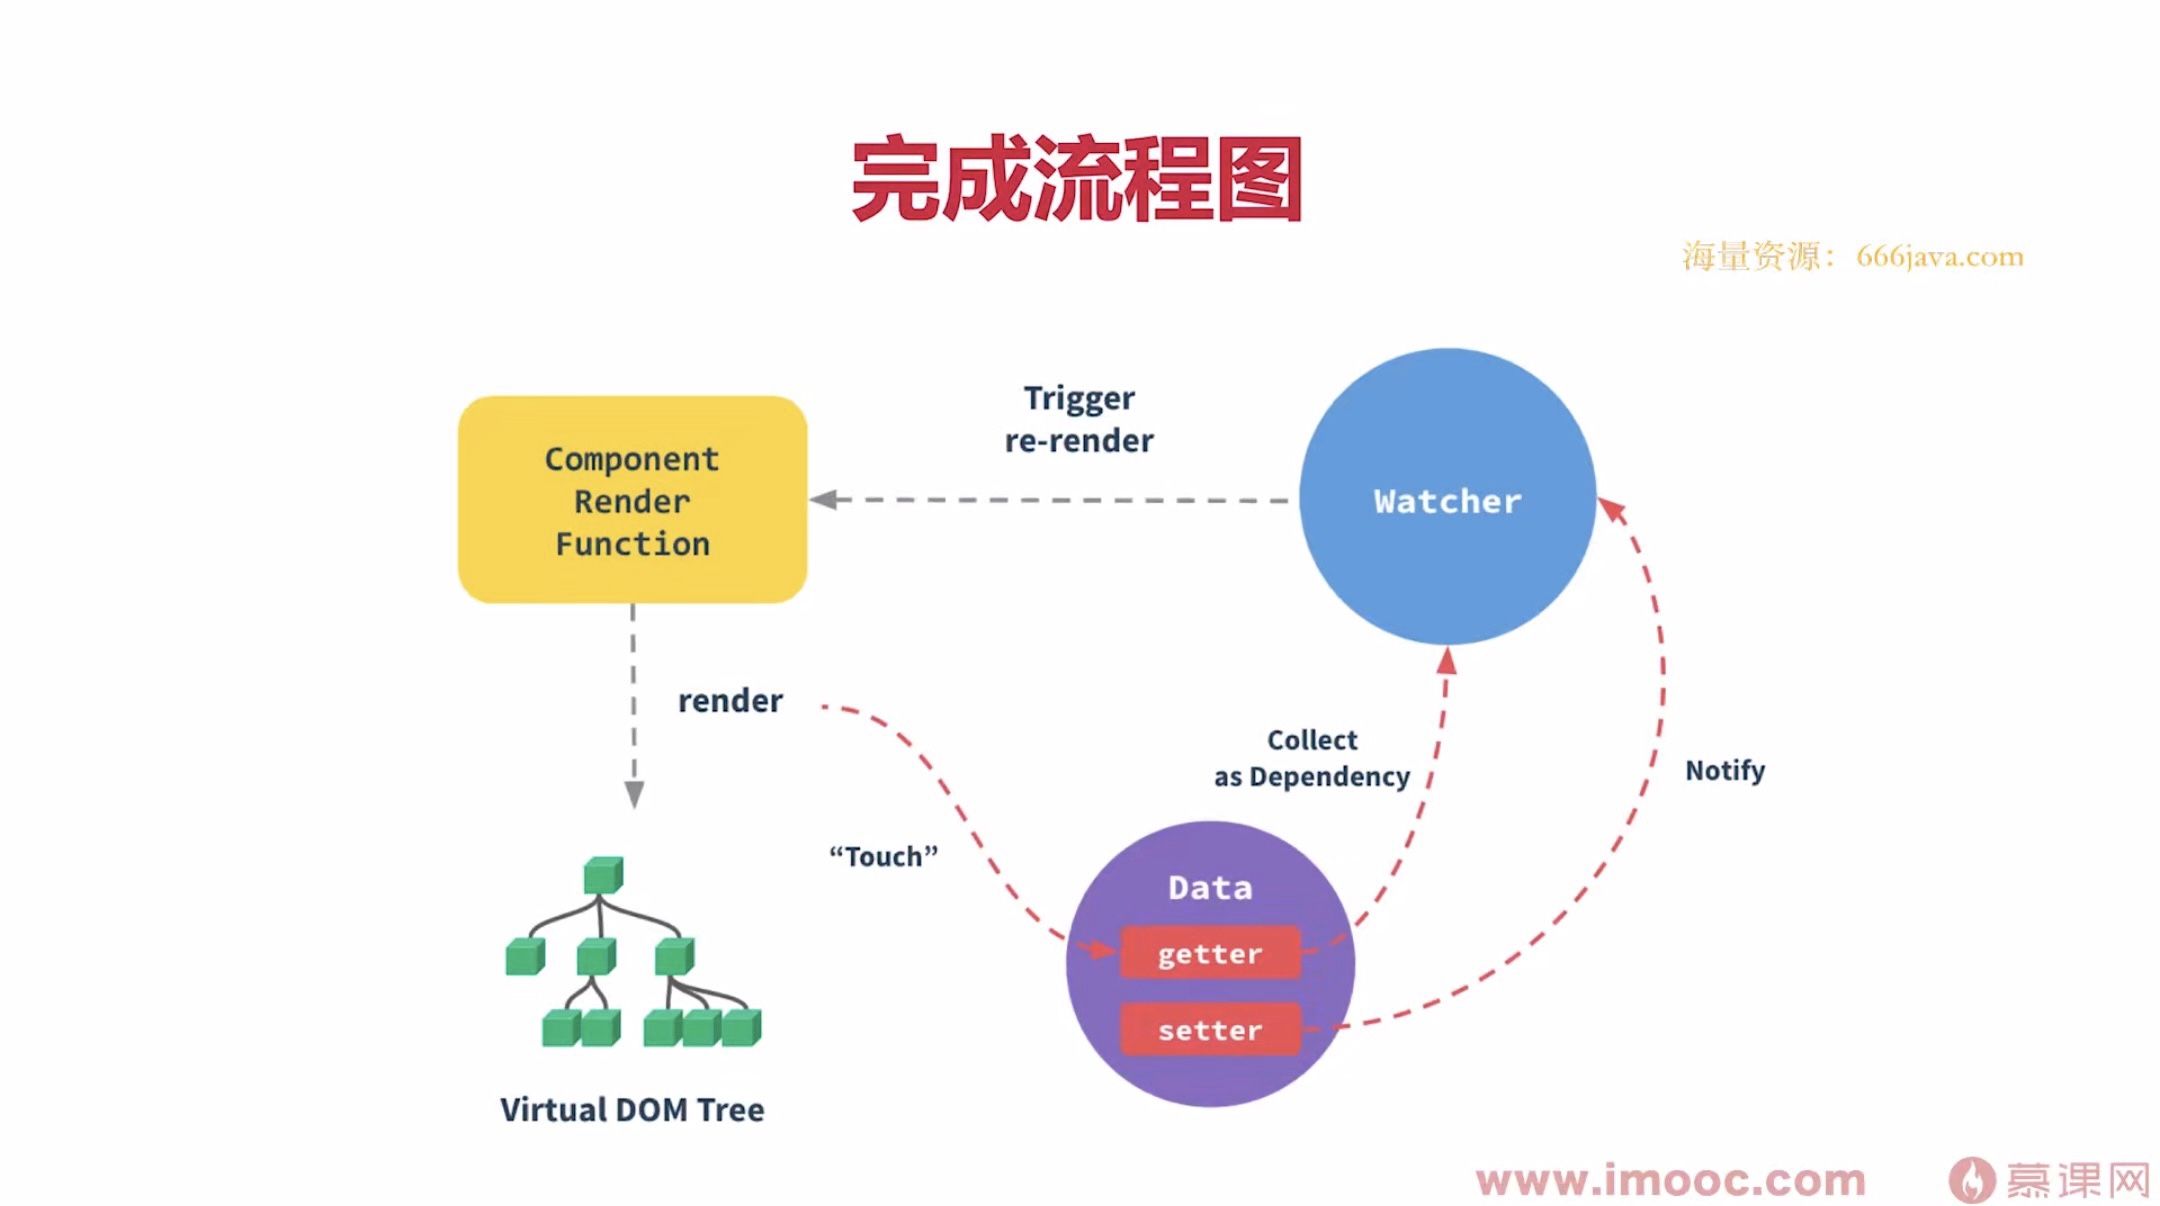 完成流程图
海量资源：666java.com
Trigger
re-render
Component
Render
Function
Watcher
render
Collect
as Dependency
Notify
“Touch”
Data
getter
setter
Virtual DOM Tree
www.imooc.com
慕课网